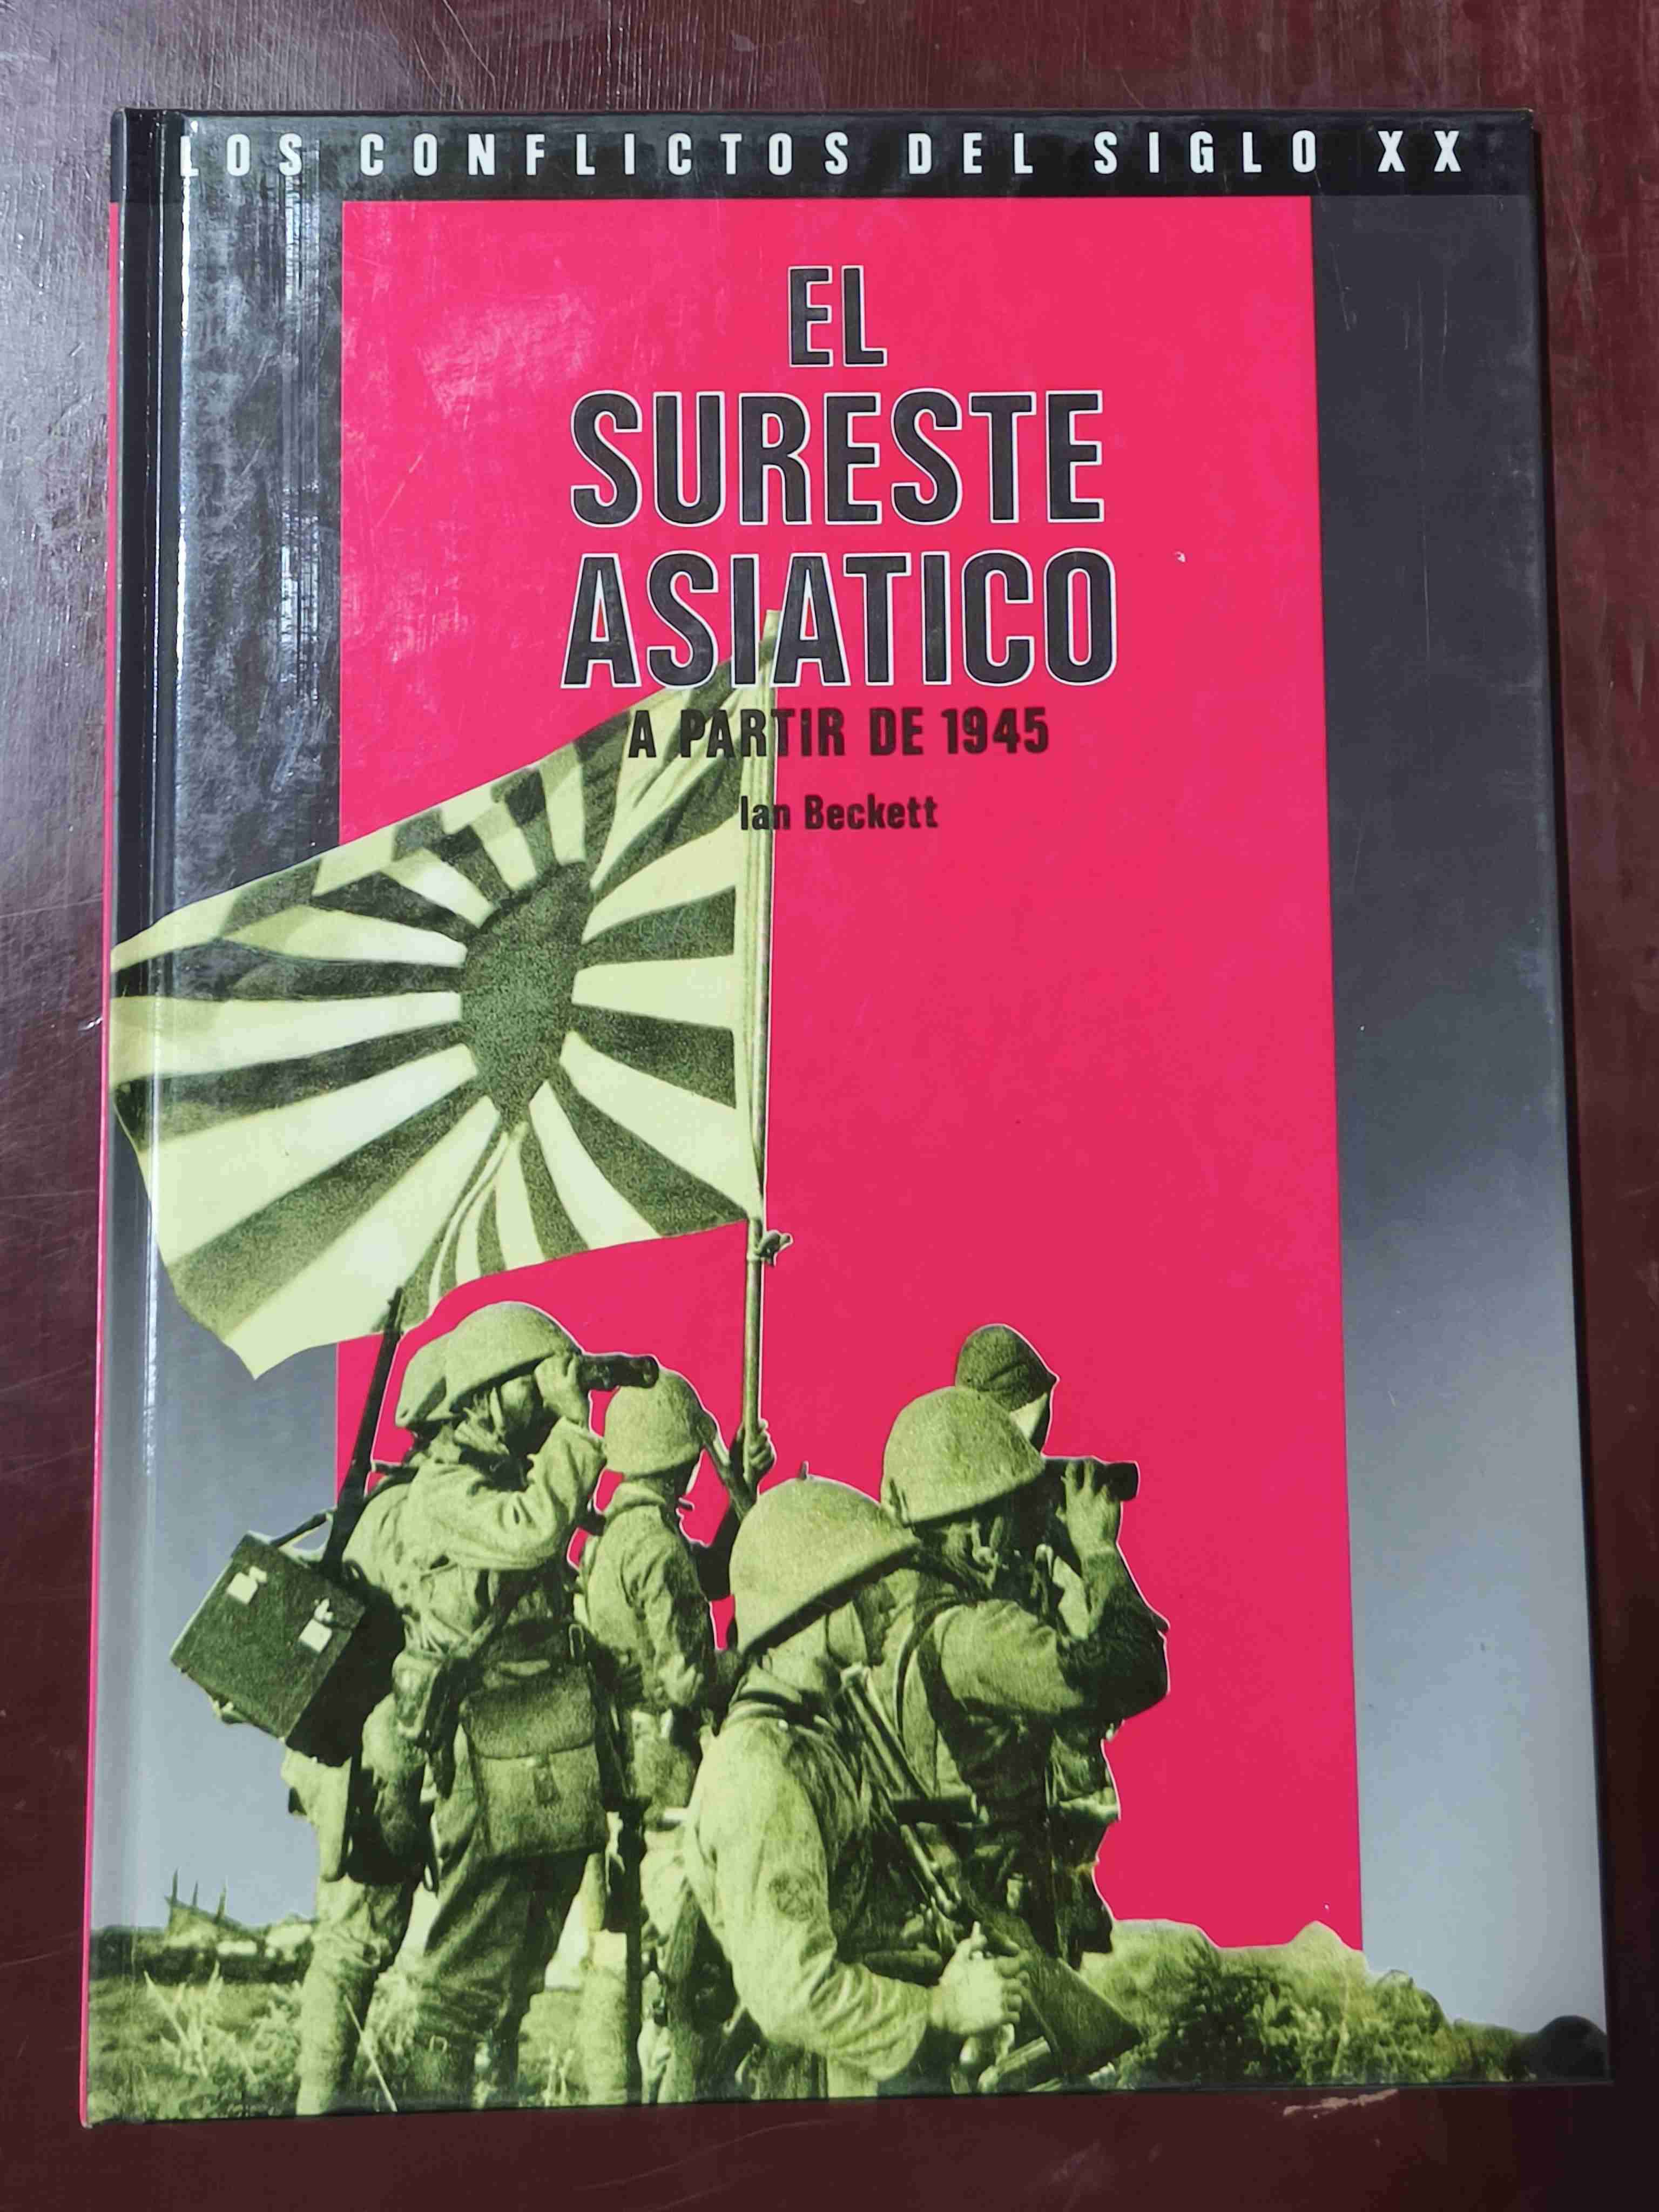 LOS CONFLICTOS DEL SIGLO XX
EL
SURESTE
ASIATICO
A PARTIR DE 1945
Ian Beckett